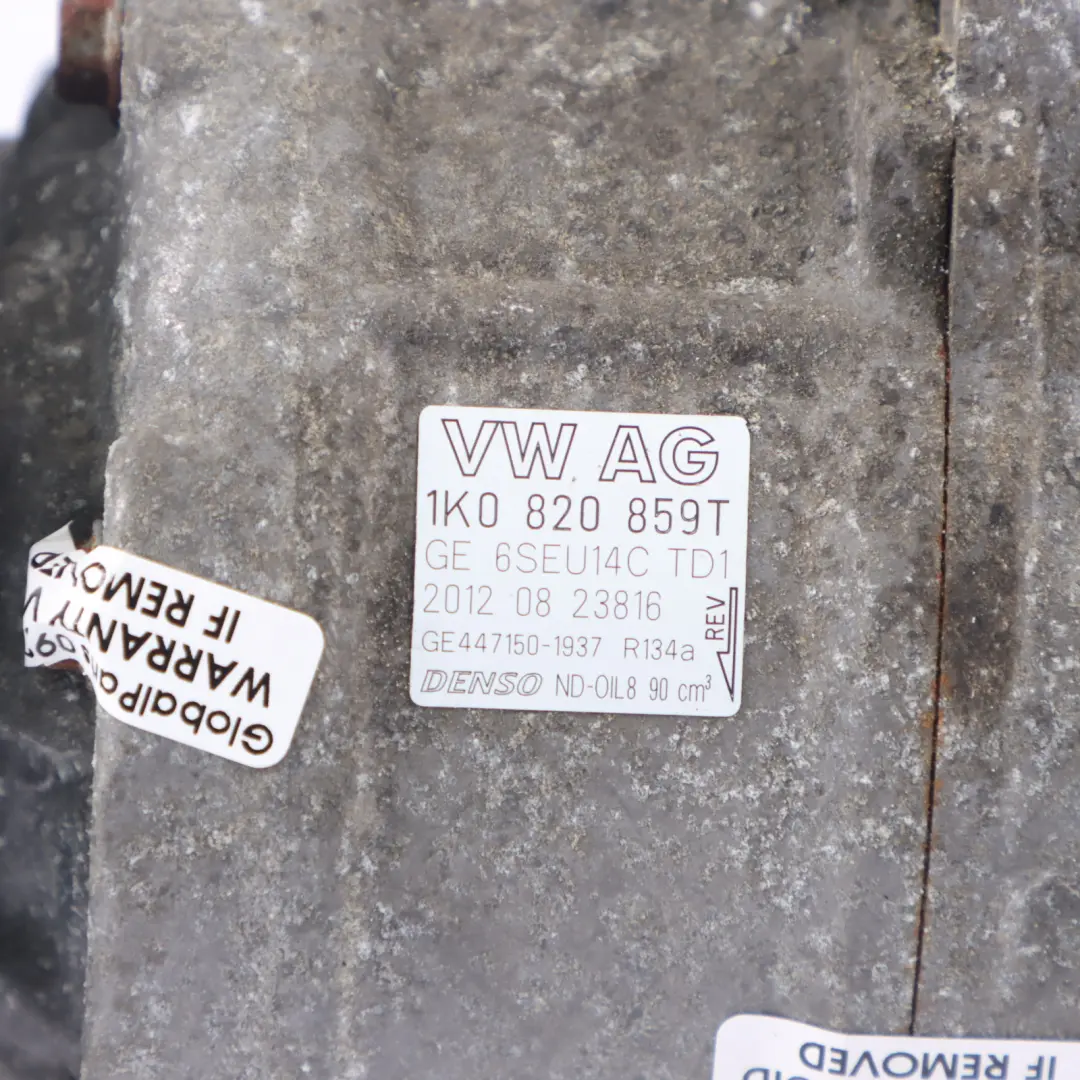 VW AG
1K0 820 859T
GE 6SEU14C TD1
2012 08 23816
GE447150-1937 R134a
DENSO ND-OIL8 90 cm³
REV
GlobalPar
WARRANTY V
IF REMOVED
IF REMOVED